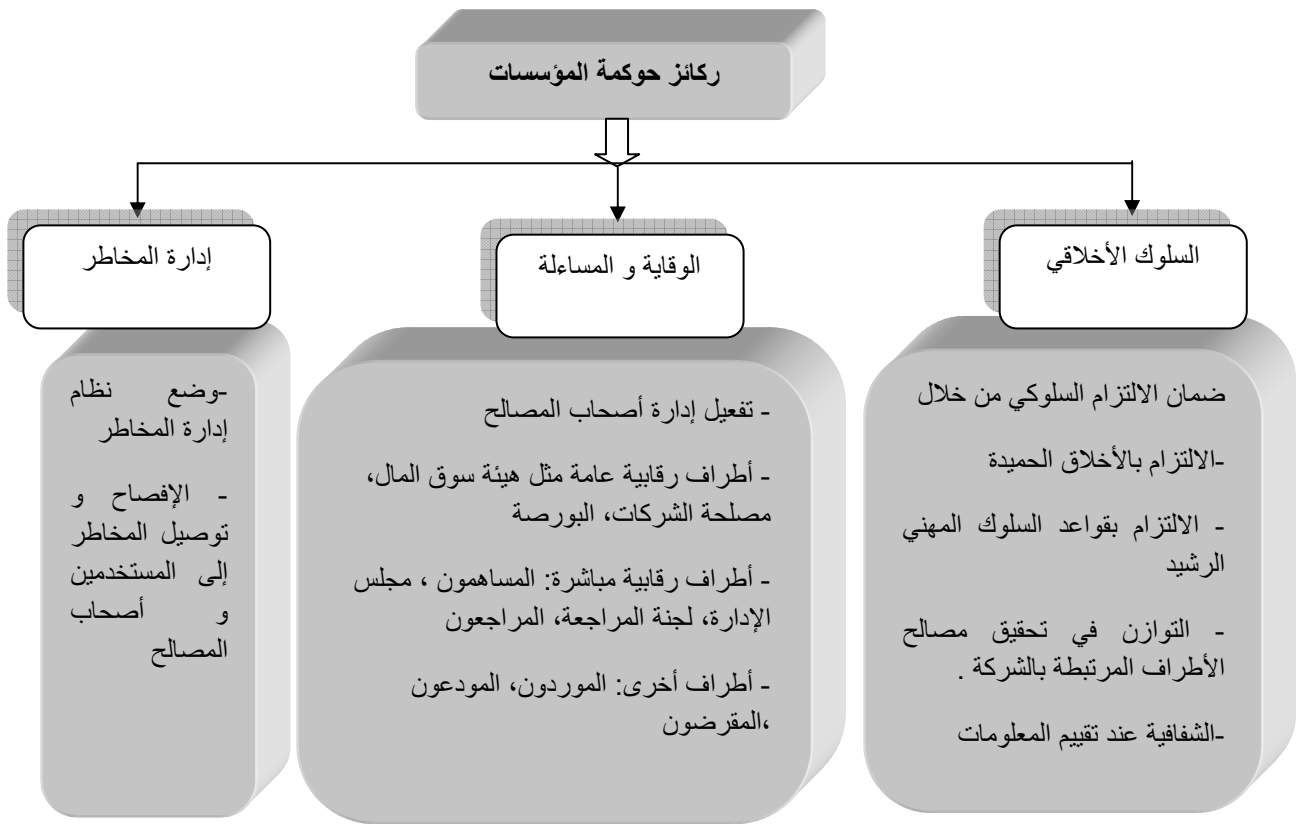 ركائز حوكمة المؤسسات
السلوك الأخلاقي
ضمان الالتزام السلوكي من خلال
-الالتزام بالأخلاق الحميدة
- الالتزام بقواعد السلوك المهني
الرشيد
- التوازن في تحقيق مصالح
الأطراف المرتبطة بالشركة .
-الشفافية عند تقييم المعلومات
الوقاية و المساءلة
- تفعيل إدارة أصحاب المصالح
- أطراف رقابية عامة مثل هيئة سوق المال،
مصلحة الشركات، البورصة
- أطراف رقابية مباشرة: المساهمون ، مجلس
الإدارة، لجنة المراجعة، المراجعون
- أطراف أخرى: الموردون، المودعون
،المقرضون
إدارة المخاطر
-وضع نظام
إدارة المخاطر
- الإفصاح و
توصيل المخاطر
إلى المستخدمين
و أصحاب
المصالح